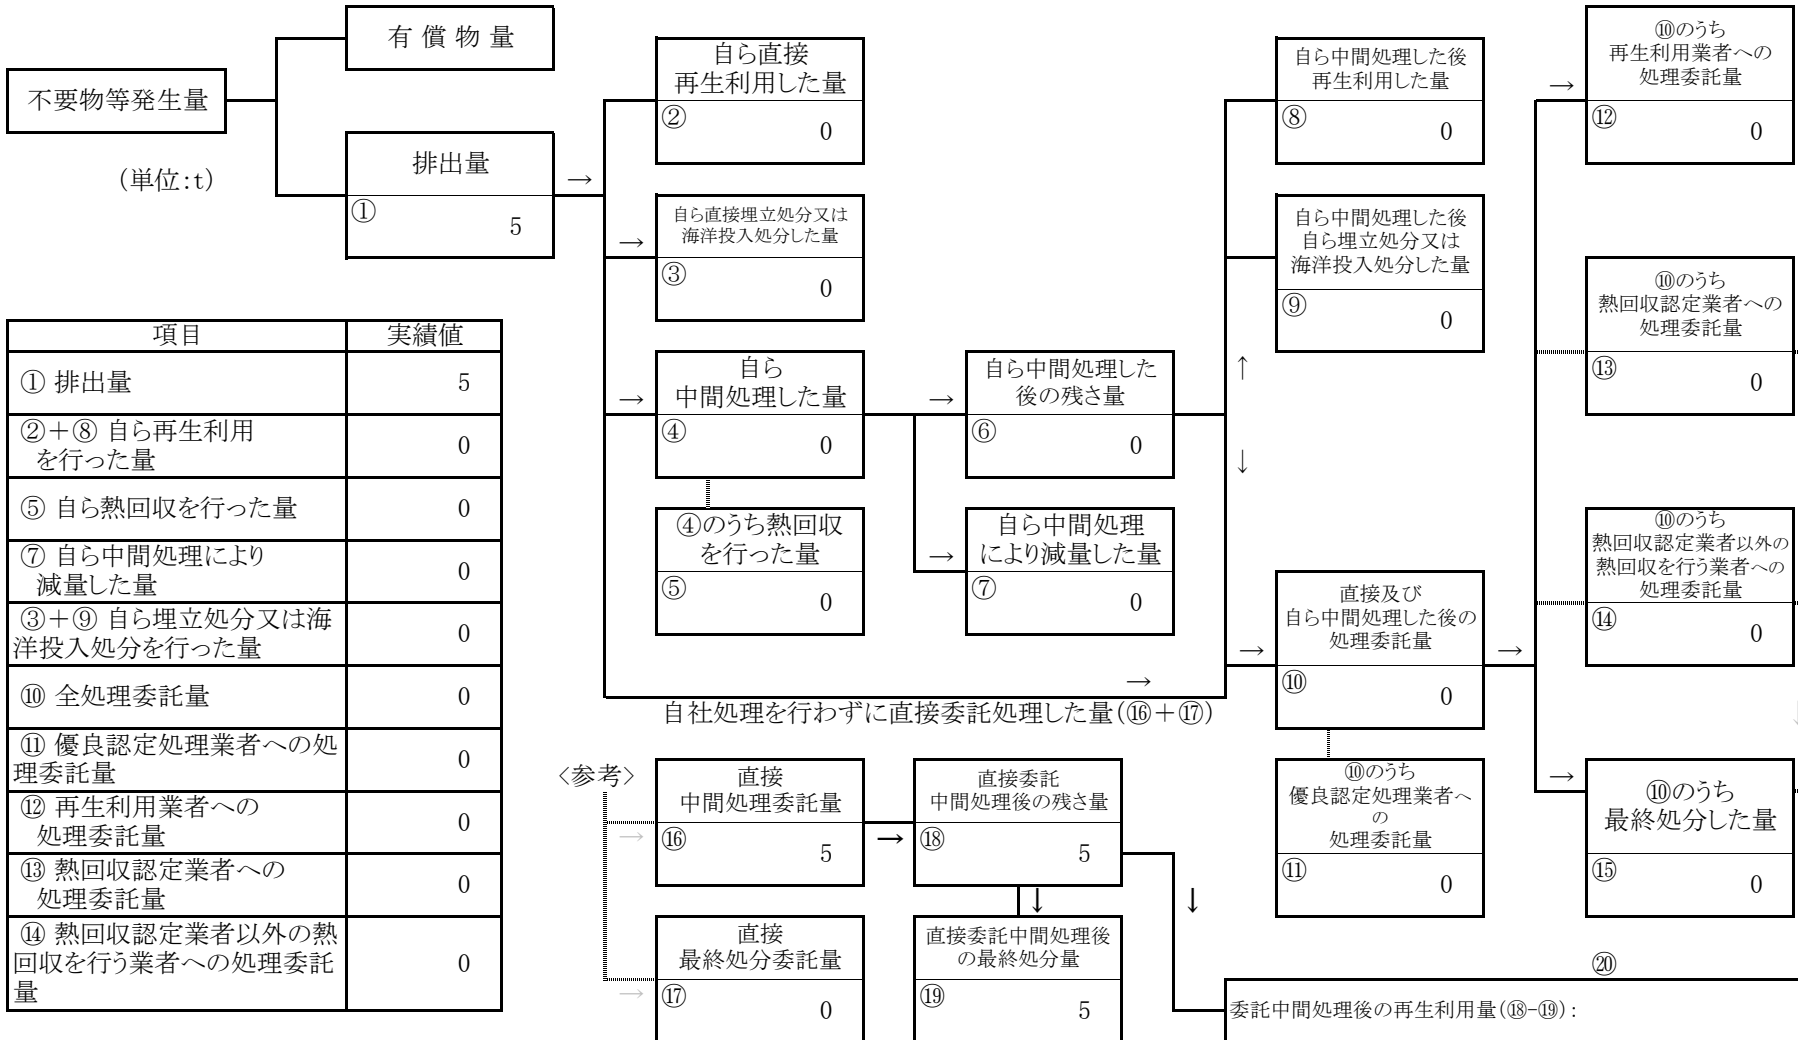 不要物等発生量
(単位:t)
有 償 物 量
排出量
①
5
→
自ら直接
再生利用した量
②
0
→
自ら直接埋立処分又は
海洋投入処分した量
③
0
→
自ら
中間処理した量
④
0
④のうち熱回収
を行った量
⑤
0
→
自ら中間処理した
後の残さ量
⑥
0
→
自ら中間処理
により減量した量
⑦
0
自ら中間処理した後
再生利用した量
⑧
0
自ら中間処理した後
自ら埋立処分又は
海洋投入処分した量
⑨
0
↑
↓
→
直接及び
自ら中間処理した後の
処理委託量
⑩
0
→
⑩のうち
優良認定処理業者へ
の
処理委託量
⑪
0
→
⑩のうち
再生利用業者への
処理委託量
⑫
0
⑩のうち
熱回収認定業者への
処理委託量
⑬
0
⑩のうち
熱回収認定業者以外の
熱回収を行う業者への
処理委託量
⑭
0
→
⑩のうち
最終処分した量
⑮
0
→
自社処理を行わずに直接委託処理した量(⑯+⑰)
項目 実績値
① 排出量 5
②+⑧ 自ら再生利用
を行った量
0
⑤ 自ら熱回収を行った量 0
⑦ 自ら中間処理により
減量した量
0
③+⑨ 自ら埋立処分又は海
洋投入処分を行った量
0
⑩ 全処理委託量 0
⑪ 優良認定処理業者への処
理委託量
0
⑫ 再生利用業者への
処理委託量
0
⑬ 熱回収認定業者への
処理委託量
0
⑭ 熱回収認定業者以外の熱
回収を行う業者への処理委託
量
0
<参考>
→
直接
中間処理委託量
⑯
5
→
直接委託
中間処理後の残さ量
⑱
5
↓
↓
→
直接
最終処分委託量
⑰
0
直接委託中間処理後
の最終処分量
⑲
5
⑳
委託中間処理後の再生利用量(⑱-⑲):